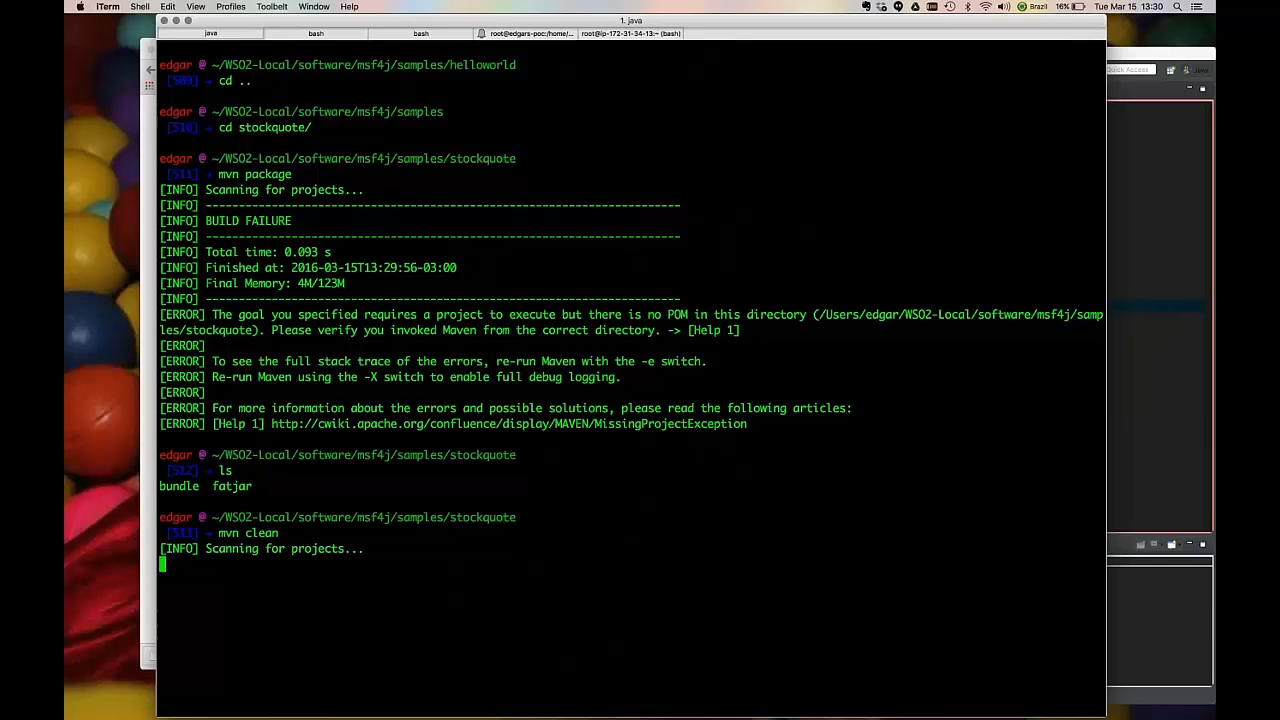 iTerm Shell Edit View Profiles Toolbelt Window Help Brazil 16% Tue Mar 15 13:30
1. java
java bash bash root@edgars-poc:/home/... root@ip-172-31-34-13:~ (bash)
Quick Access Java
edgar @ ~/WSO2-Local/software/msf4j/samples/helloworld
[509] → cd ..
edgar @ ~/WSO2-Local/software/msf4j/samples
[510] → cd stockquote/
edgar @ ~/WSO2-Local/software/msf4j/samples/stockquote
[511] → mvn package
[INFO] Scanning for projects...
[INFO] ------------------------------------------------------------------------
[INFO] BUILD FAILURE
[INFO] ------------------------------------------------------------------------
[INFO] Total time: 0.093 s
[INFO] Finished at: 2016-03-15T13:29:56-03:00
[INFO] Final Memory: 4M/123M
[INFO] ------------------------------------------------------------------------
[ERROR] The goal you specified requires a project to execute but there is no POM in this directory (/Users/edgar/WSO2-Local/software/msf4j/samp
les/stockquote). Please verify you invoked Maven from the correct directory. -> [Help 1]
[ERROR]
[ERROR] To see the full stack trace of the errors, re-run Maven with the -e switch.
[ERROR] Re-run Maven using the -X switch to enable full debug logging.
[ERROR]
[ERROR] For more information about the errors and possible solutions, please read the following articles:
[ERROR] [Help 1] http://cwiki.apache.org/confluence/display/MAVEN/MissingProjectException
edgar @ ~/WSO2-Local/software/msf4j/samples/stockquote
[512] → ls
bundle fatjar
edgar @ ~/WSO2-Local/software/msf4j/samples/stockquote
[513] → mvn clean
[INFO] Scanning for projects...